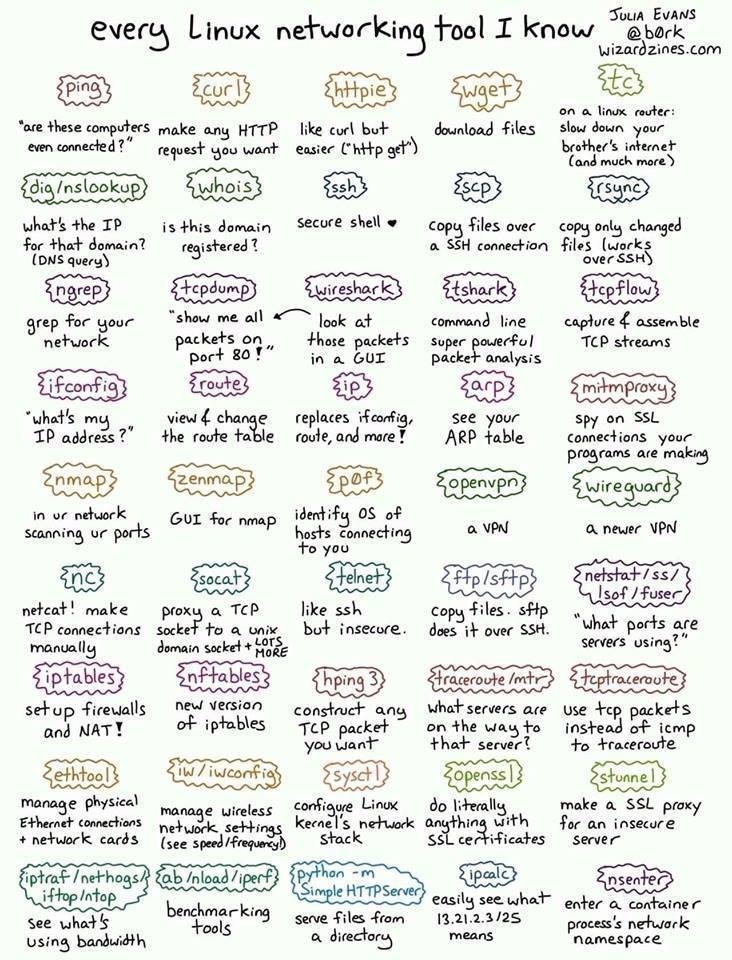 every Linux networking tool I know
JULIA EVANS
@b0rk
wizardzines.com
ping
"are these computers
even connected?"
curl
make any HTTP
request you want
httpie
like curl but
easier ("http get")
wget
download files
tc
on a linux router:
slow down your
brother's internet
(and much more)
dig/nslookup
what's the IP
for that domain?
(DNS query)
whois
is this domain
registered?
ssh
secure shell ♥
scp
copy files over
a SSH connection
rsync
copy only changed
files (works
over SSH)
ngrep
grep for your
network
tcpdump
"show me all
packets on
port 80!"
wireshark
look at
those packets
in a GUI
tshark
command line
super powerful
packet analysis
tcpflow
capture & assemble
TCP streams
ifconfig
"what's my
IP address?"
route
view & change
the route table
ip
replaces ifconfig,
route, and more!
arp
see your
ARP table
mitmproxy
spy on SSL
connections your
programs are making
nmap
in ur network
scanning ur ports
zenmap
GUI for nmap
p0f
identify OS of
hosts connecting
to you
openvpn
a VPN
wireguard
a newer VPN
nc
netcat! make
TCP connections
manually
socat
proxy a TCP
socket to a unix
domain socket + LOTS
MORE
telnet
like ssh
but insecure.
ftp/sftp
copy files. sftp
does it over SSH.
netstat/ss/
lsof/fuser
"what ports are
servers using?"
iptables
set up firewalls
and NAT!
nftables
new version
of iptables
hping3
construct any
TCP packet
you want
traceroute/mtr
what servers are
on the way to
that server?
tcptraceroute
use tcp packets
instead of icmp
to traceroute
ethtool
manage physical
Ethernet connections
+ network cards
iw/iwconfig
manage wireless
network settings
(see speed/frequency!)
sysctl
configure Linux
kernel's network
stack
openssl
do literally
anything with
SSL certificates
stunnel
make a SSL proxy
for an insecure
server
iptraf/nethogs/
iftop/ntop
see what's
using bandwidth
ab/nload/iperf
benchmarking
tools
python -m
SimpleHTTPServer
serve files from
a directory
ipcalc
easily see what
13.21.2.3/25
means
nsenter
enter a container
process's network
namespace